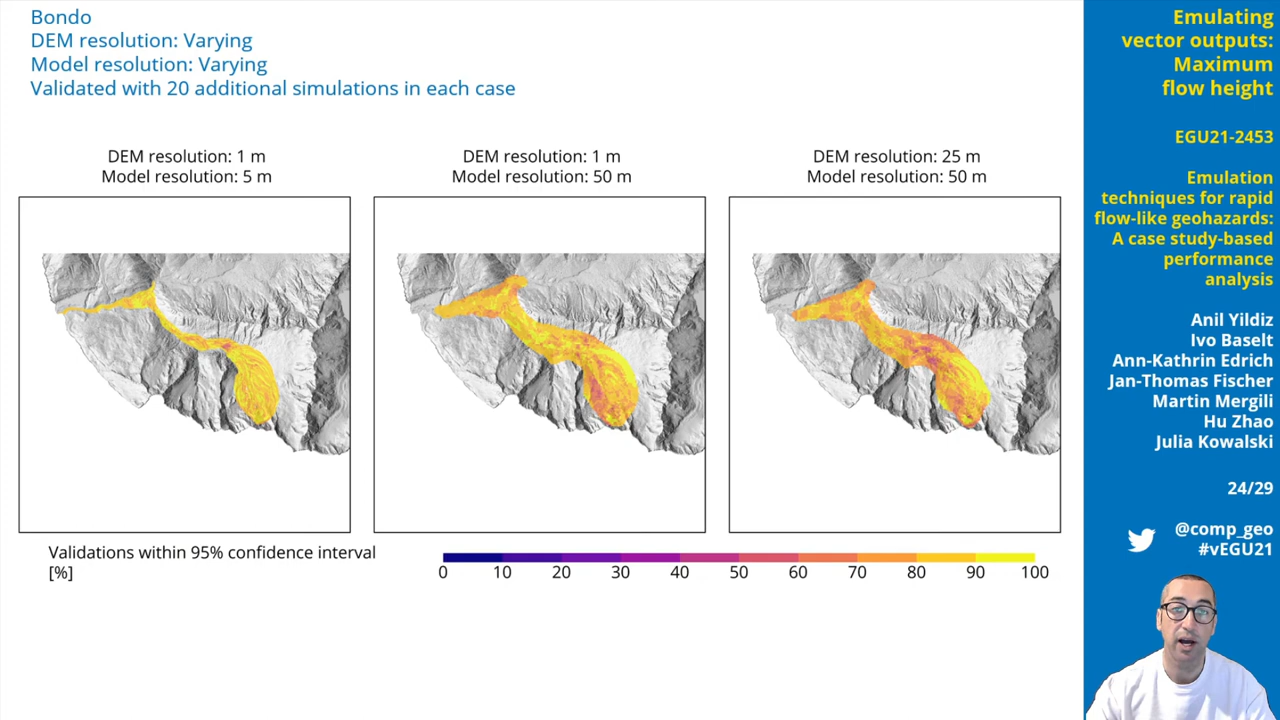 Bondo
DEM resolution: Varying
Model resolution: Varying
Validated with 20 additional simulations in each case
DEM resolution: 1 m
Model resolution: 5 m
DEM resolution: 1 m
Model resolution: 50 m
DEM resolution: 25 m
Model resolution: 50 m
Validations within 95% confidence interval
[%]
0 10 20 30 40 50 60 70 80 90 100
Emulating
vector outputs:
Maximum
flow height
EGU21-2453
Emulation
techniques for rapid
flow-like geohazards:
A case study-based
performance
analysis
Anil Yildiz
Ivo Baselt
Ann-Kathrin Edrich
Jan-Thomas Fischer
Martin Mergili
Hu Zhao
Julia Kowalski
24/29
@comp_geo
#vEGU21